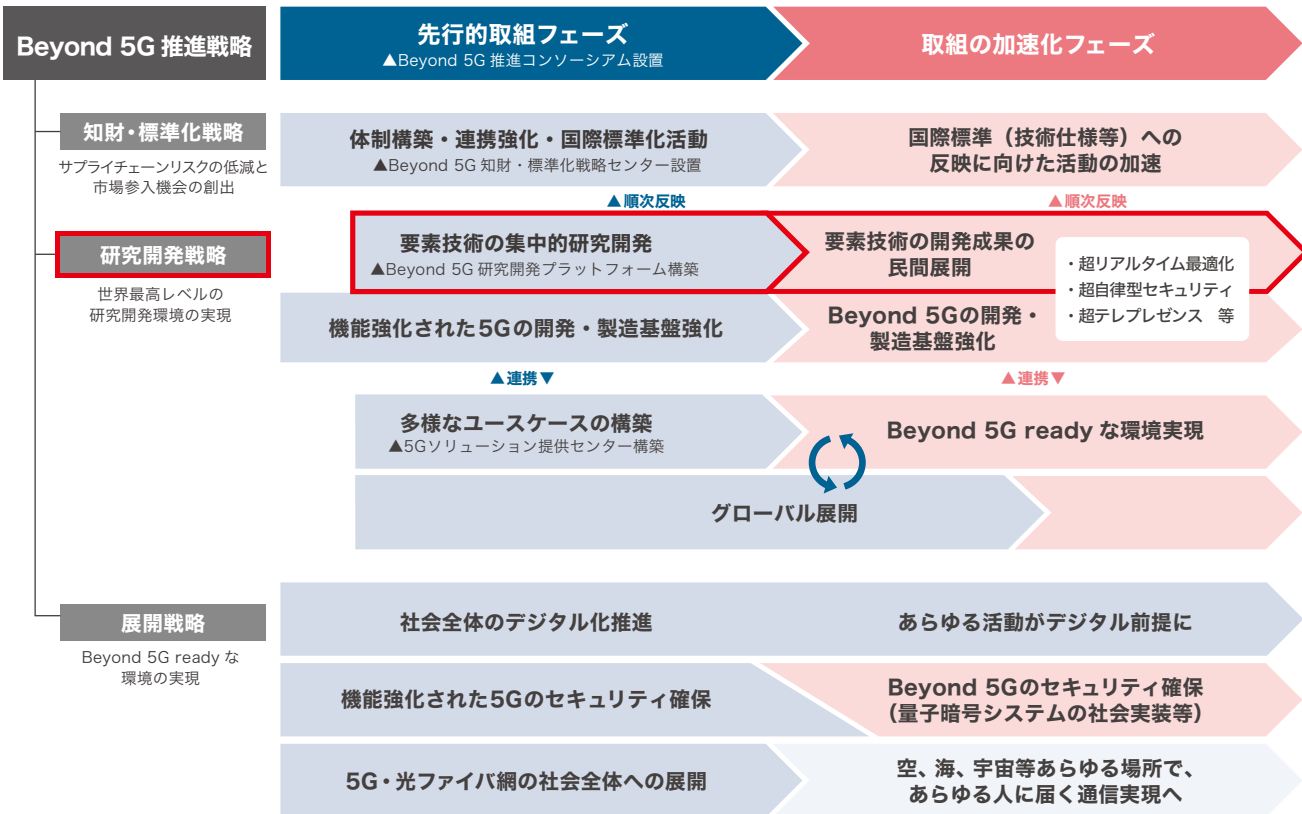 Beyond 5G 推進戦略
先行的取組フェーズ
▲Beyond 5G 推進コンソーシアム設置
取組の加速化フェーズ
知財・標準化戦略
サプライチェーンリスクの低減と
市場参入機会の創出
体制構築・連携強化・国際標準化活動
▲Beyond 5G 知財・標準化戦略センター設置
国際標準（技術仕様等）への
反映に向けた活動の加速
▲順次反映
▲順次反映
研究開発戦略
世界最高レベルの
研究開発環境の実現
要素技術の集中的研究開発
▲Beyond 5G 研究開発プラットフォーム構築
要素技術の開発成果の
民間展開
・超リアルタイム最適化
・超自律型セキュリティ
・超テレプレゼンス　等
機能強化された5Gの開発・製造基盤強化
Beyond 5Gの開発・
製造基盤強化
▲連携▼
▲連携▼
多様なユースケースの構築
▲5Gソリューション提供センター構築
Beyond 5G ready な環境実現
グローバル展開
展開戦略
Beyond 5G ready な
環境の実現
社会全体のデジタル化推進
あらゆる活動がデジタル前提に
機能強化された5Gのセキュリティ確保
Beyond 5Gのセキュリティ確保
（量子暗号システムの社会実装等）
5G・光ファイバ網の社会全体への展開
空、海、宇宙等あらゆる場所で、
あらゆる人に届く通信実現へ